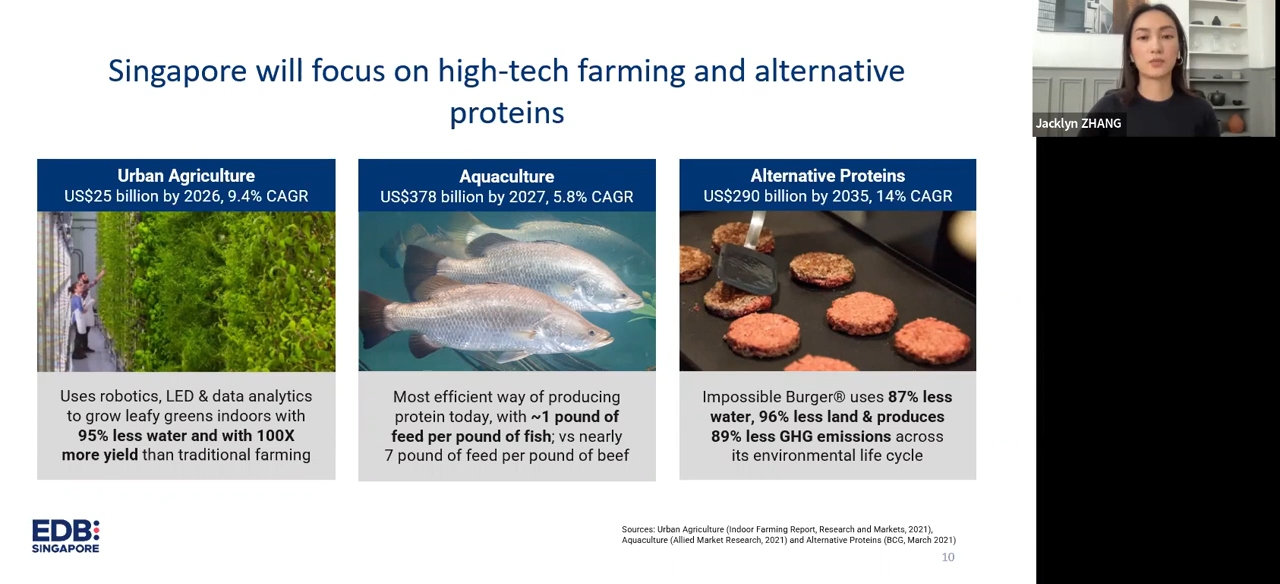 Singapore will focus on high-tech farming and alternative
proteins
Jacklyn ZHANG
Urban Agriculture
US$25 billion by 2026, 9.4% CAGR
Uses robotics, LED & data analytics
to grow leafy greens indoors with
95% less water and with 100X
more yield than traditional farming
Aquaculture
US$378 billion by 2027, 5.8% CAGR
Most efficient way of producing
protein today, with ~1 pound of
feed per pound of fish; vs nearly
7 pound of feed per pound of beef
Alternative Proteins
US$290 billion by 2035, 14% CAGR
Impossible Burger® uses 87% less
water, 96% less land & produces
89% less GHG emissions across
its environmental life cycle
EDB:
SINGAPORE
Sources: Urban Agriculture (Indoor Farming Report, Research and Markets, 2021),
Aquaculture (Allied Market Research, 2021) and Alternative Proteins (BCG, March 2021)
10